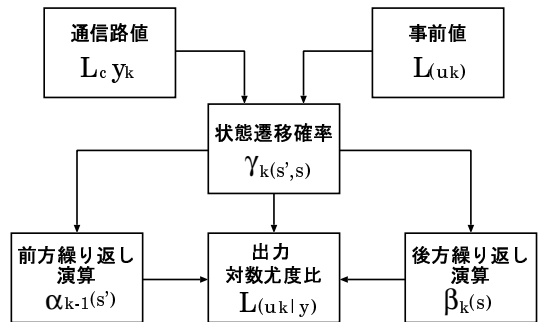 通信路値
Lc yk
事前値
L(uk)
状態遷移確率
γk(s',s)
前方繰り返し
演算
αk-1(s')
出力
対数尤度比
L(uk|y)
後方繰り返し
演算
βk(s)